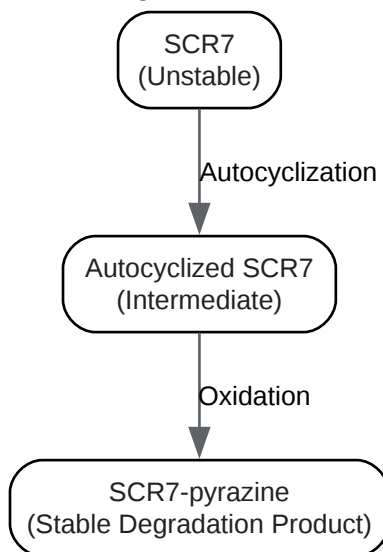 SCR7
(Unstable)
Autocyclization
Autocyclized SCR7
(Intermediate)
Oxidation
SCR7-pyrazine
(Stable Degradation Product)